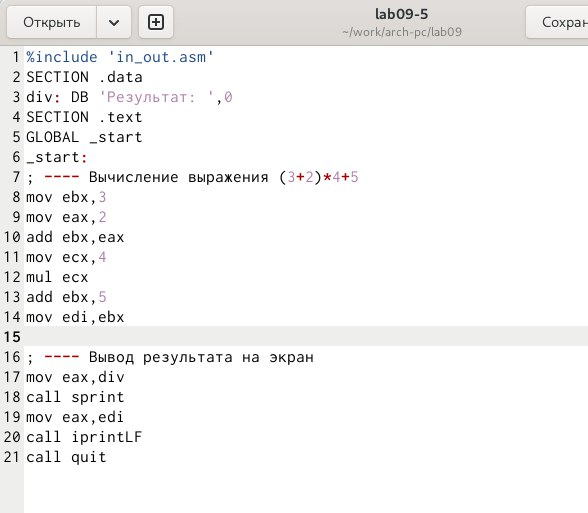 Открыть
lab09-5
~/work/arch-pc/lab09
Сохран
1 %include 'in_out.asm'
2 SECTION .data
3 div: DB 'Результат: ',0
4 SECTION .text
5 GLOBAL _start
6 _start:
7 ; ---- Вычисление выражения (3+2)*4+5
8 mov ebx,3
9 mov eax,2
10 add ebx,eax
11 mov ecx,4
12 mul ecx
13 add ebx,5
14 mov edi,ebx
15
16 ; ---- Вывод результата на экран
17 mov eax,div
18 call sprint
19 mov eax,edi
20 call iprintLF
21 call quit